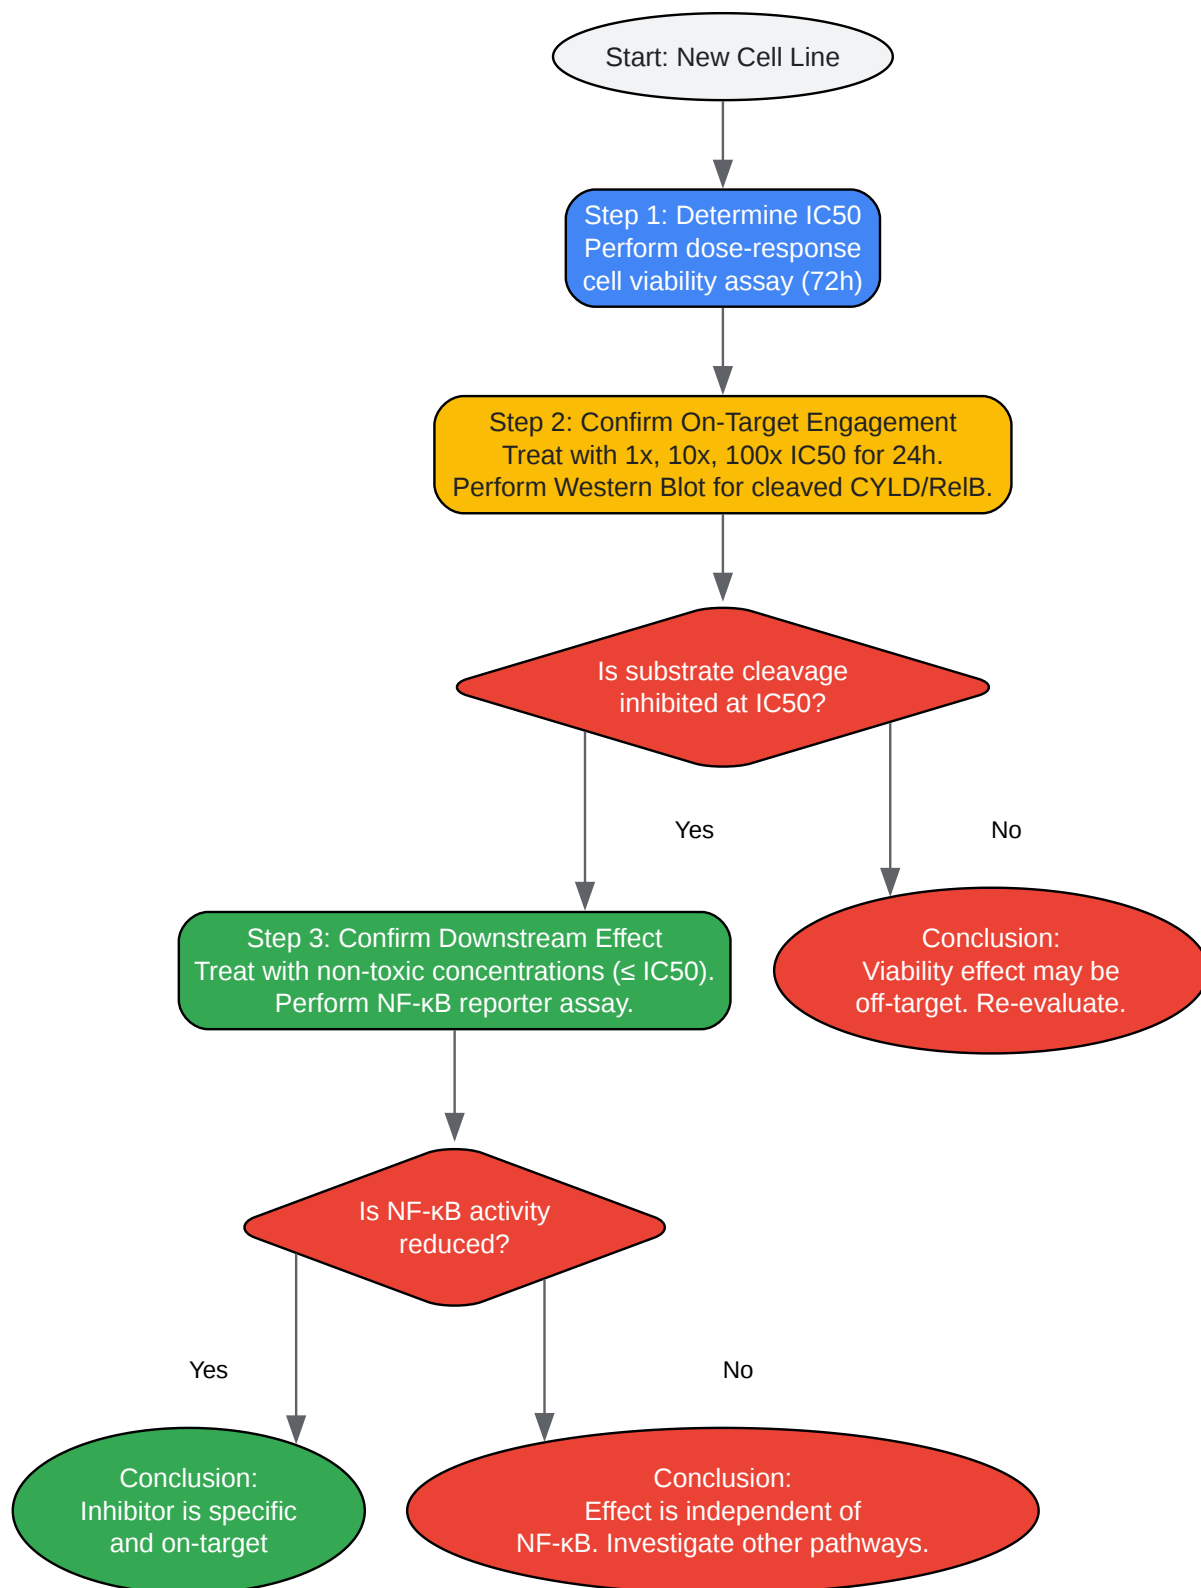 Start: New Cell Line
Step 1: Determine IC50
Perform dose-response
cell viability assay (72h)
Step 2: Confirm On-Target Engagement
Treat with 1x, 10x, 100x IC50 for 24h.
Perform Western Blot for cleaved CYLD/RelB.
Is substrate cleavage
inhibited at IC50?
Yes
No
Step 3: Confirm Downstream Effect
Treat with non-toxic concentrations (≤ IC50).
Perform NF-κB reporter assay.
Conclusion:
Viability effect may be
off-target. Re-evaluate.
Is NF-κB activity
reduced?
Yes
No
Conclusion:
Inhibitor is specific
and on-target
Conclusion:
Effect is independent of
NF-κB. Investigate other pathways.